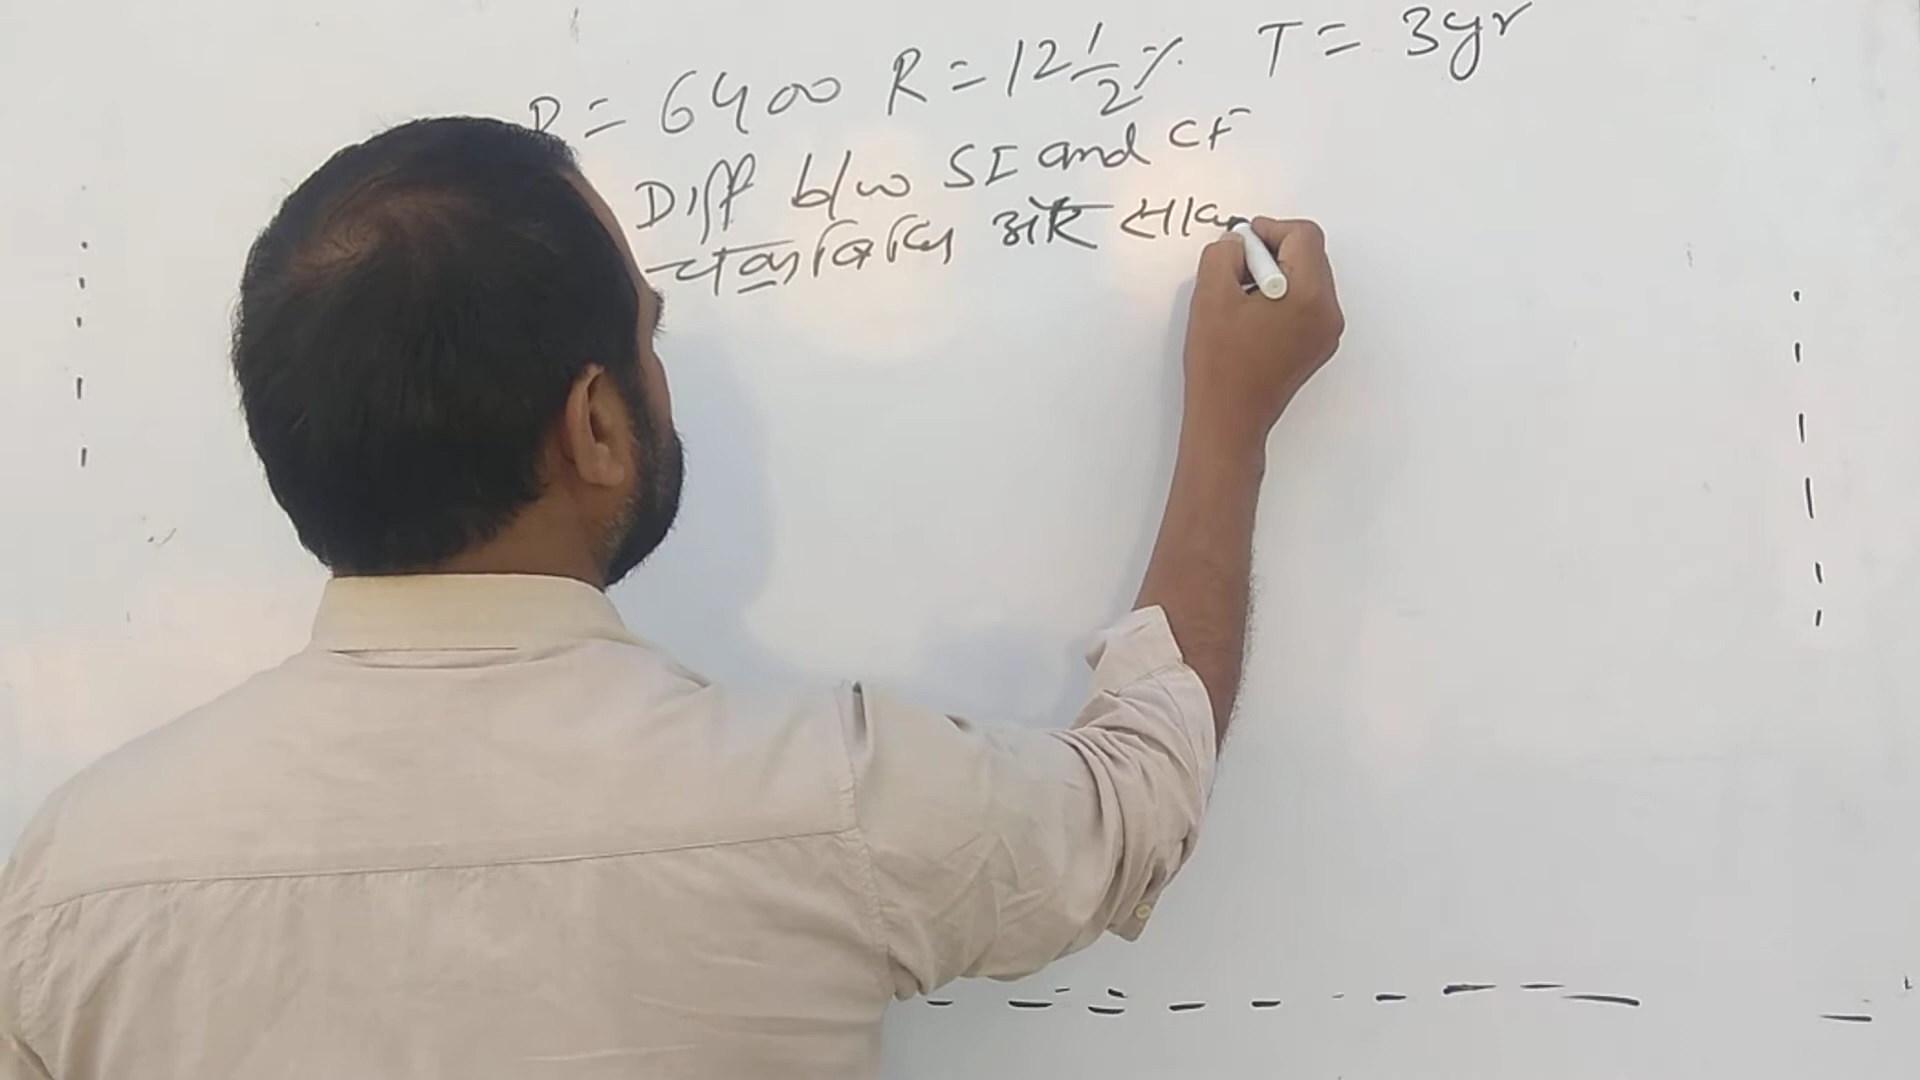 P = 6400 R = 12 1/2 % T = 3yr
Diff b/w SI and CI
चक्रविधि और साधा